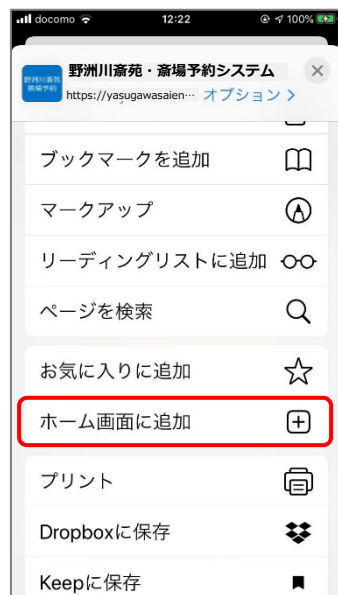 docomo 12:22 100%
野洲川斎苑・斎場予約システム
野洲川斎苑
斎場予約
https://yasugawasaien… オプション >
ブックマークを追加
マークアップ
リーディングリストに追加
ページを検索
お気に入りに追加
ホーム画面に追加
プリント
Dropboxに保存
Keepに保存